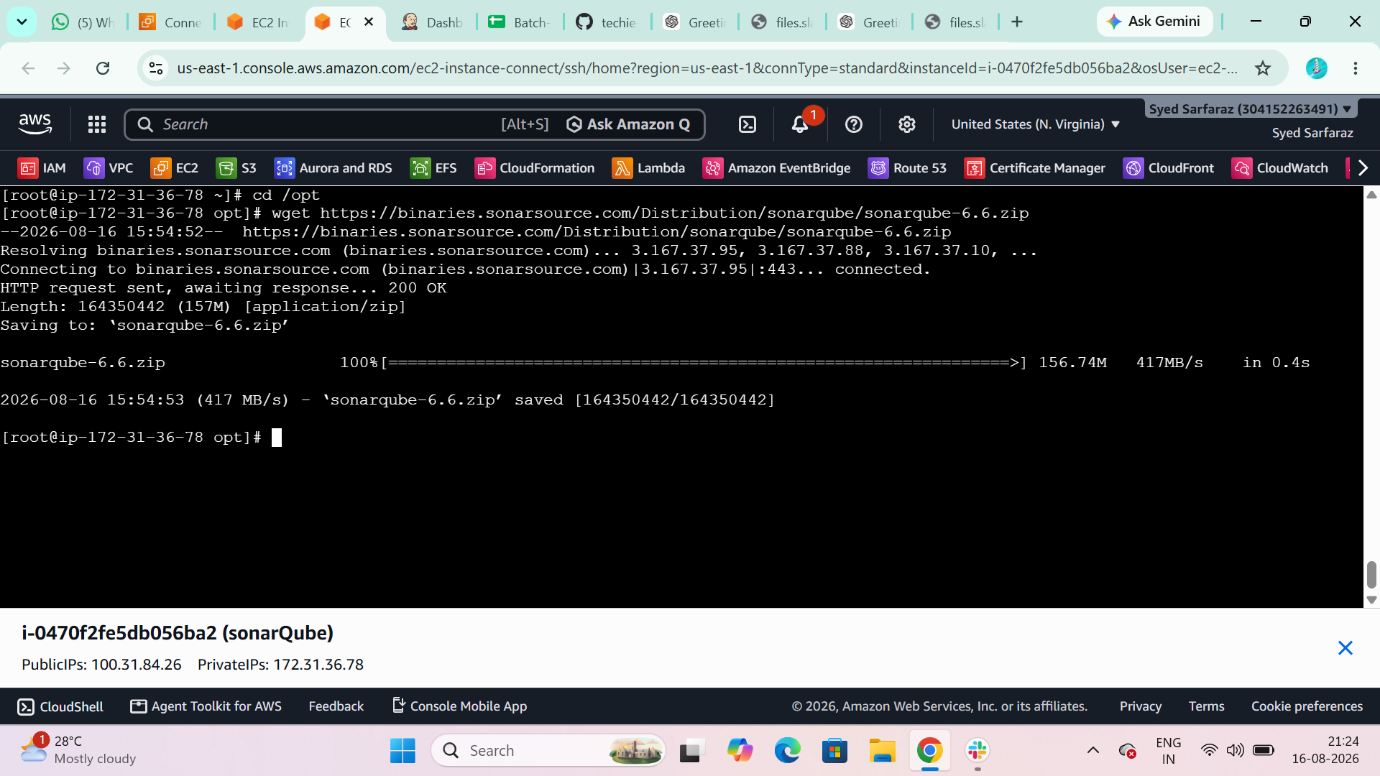 (5) Wh
Conne
EC2 In
EC
Dashb
Batch-
techie
Greeti
files.sl
Greeti
files.sl
Ask Gemini
us-east-1.console.aws.amazon.com/ec2-instance-connect/ssh/home?region=us-east-1&connType=standard&instanceId=i-0470f2fe5db056ba2&osUser=ec2-...
aws
Search [Alt+S] Ask Amazon Q
1
United States (N. Virginia)
Syed Sarfaraz (304152263491)
Syed Sarfaraz
IAM VPC EC2 S3 Aurora and RDS EFS CloudFormation Lambda Amazon EventBridge Route 53 Certificate Manager CloudFront CloudWatch
[root@ip-172-31-36-78 ~]# cd /opt
[root@ip-172-31-36-78 opt]# wget https://binaries.sonarsource.com/Distribution/sonarqube/sonarqube-6.6.zip
--2026-08-16 15:54:52--  https://binaries.sonarsource.com/Distribution/sonarqube/sonarqube-6.6.zip
Resolving binaries.sonarsource.com (binaries.sonarsource.com)... 3.167.37.95, 3.167.37.88, 3.167.37.10, ...
Connecting to binaries.sonarsource.com (binaries.sonarsource.com)|3.167.37.95|:443... connected.
HTTP request sent, awaiting response... 200 OK
Length: 164350442 (157M) [application/zip]
Saving to: ‘sonarqube-6.6.zip’
sonarqube-6.6.zip 100%[================================================================>] 156.74M 417MB/s in 0.4s
2026-08-16 15:54:53 (417 MB/s) - ‘sonarqube-6.6.zip’ saved [164350442/164350442]
[root@ip-172-31-36-78 opt]#
i-0470f2fe5db056ba2 (sonarQube)
PublicIPs: 100.31.84.26 PrivateIPs: 172.31.36.78
CloudShell Agent Toolkit for AWS Feedback Console Mobile App © 2026, Amazon Web Services, Inc. or its affiliates. Privacy Terms Cookie preferences
1
28°C
Mostly cloudy
Search
ENG
IN
21:24
16-08-2026